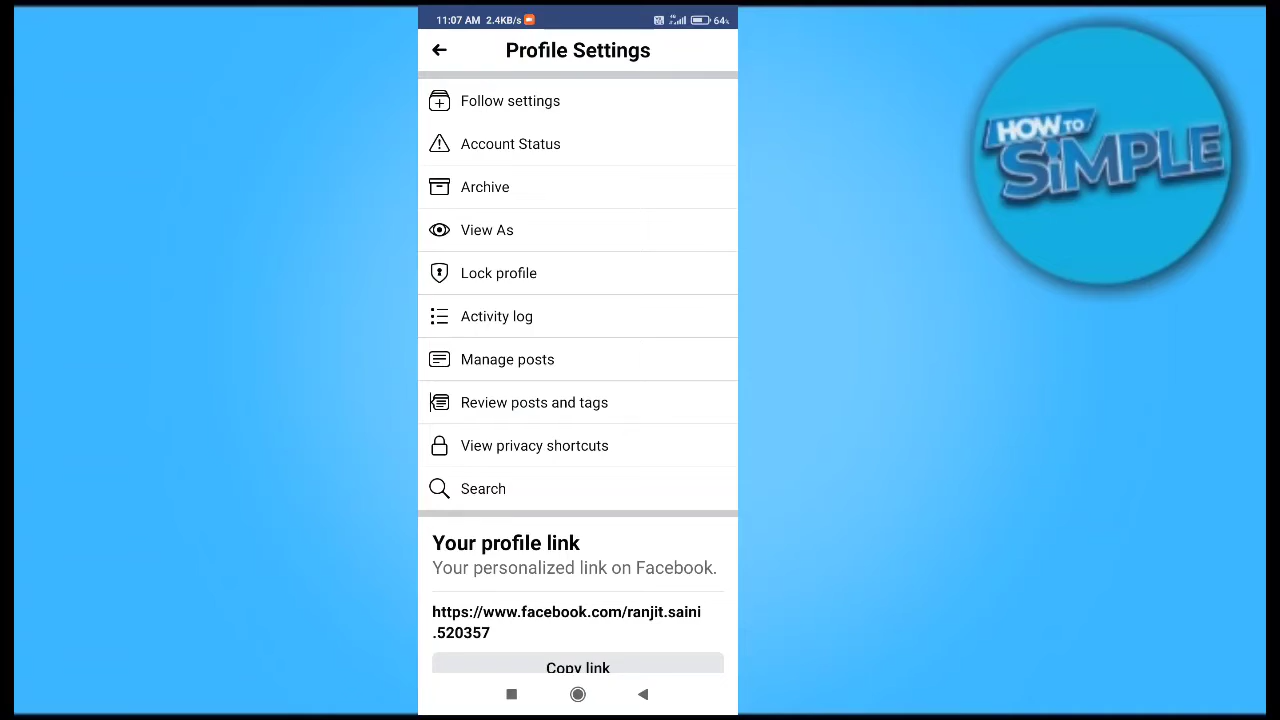 11:07 AM 2.4KB/s 64%
Profile Settings
HOW TO
SiMPLE
Follow settings
Account Status
Archive
View As
Lock profile
Activity log
Manage posts
Review posts and tags
View privacy shortcuts
Search
Your profile link
Your personalized link on Facebook.
https://www.facebook.com/ranjit.saini
.520357
Copy link